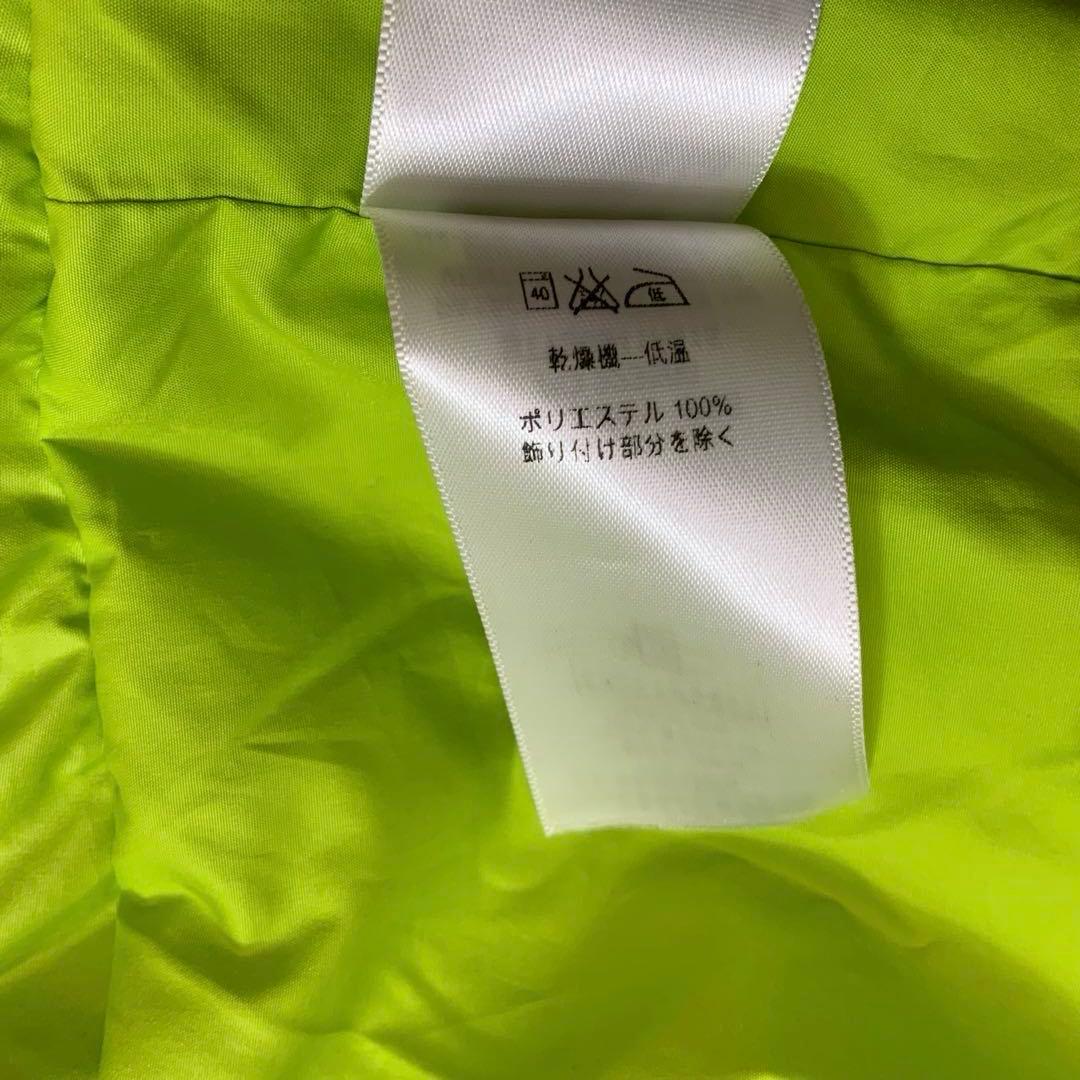 40 低
乾燥機—低温
ポリエステル 100%
飾り付け部分を除く